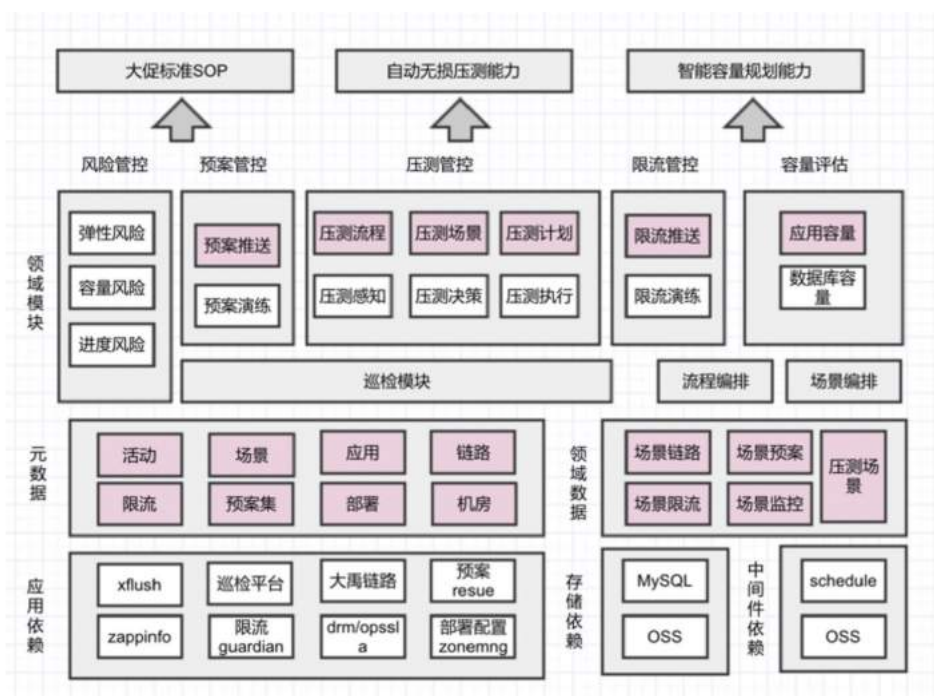 大促标准SOP
自动无损压测能力
智能容量规划能力
风险管控
预案管控
压测管控
限流管控
容量评估
领域模块
弹性风险
容量风险
进度风险
预案推送
预案演练
压测流程
压测场景
压测计划
压测感知
压测决策
压测执行
限流推送
限流演练
应用容量
数据库容
量
巡检模块
流程编排
场景编排
元数据
活动
场景
应用
链路
限流
预案集
部署
机房
领域数据
场景链路
场景预案
压测场
景
场景限流
场景监控
应用依赖
xflush
巡检平台
大禹链路
预案
resue
zappinfo
限流
guardian
drm/opssl
a
部署配置
zonemng
存储依赖
MySQL
OSS
中间件依赖
schedule
OSS